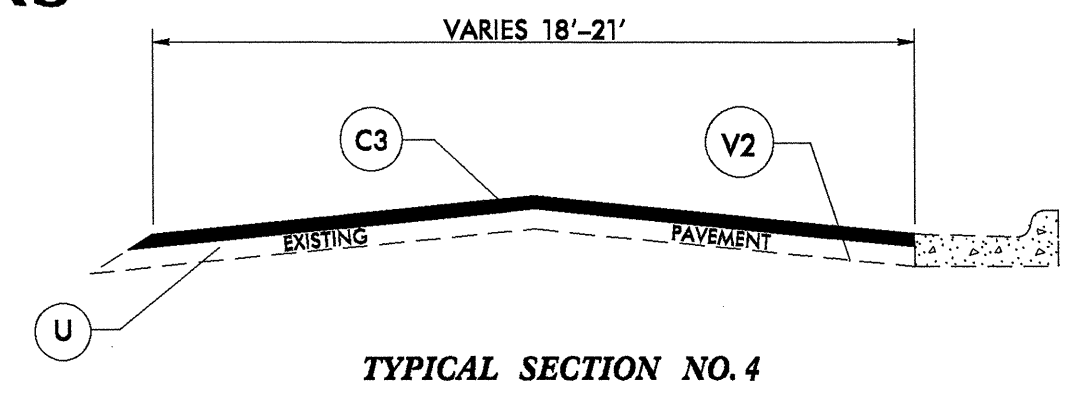 VARIES 18'-21'
C3
V2
EXISTING
PAVEMENT
U
TYPICAL SECTION NO. 4